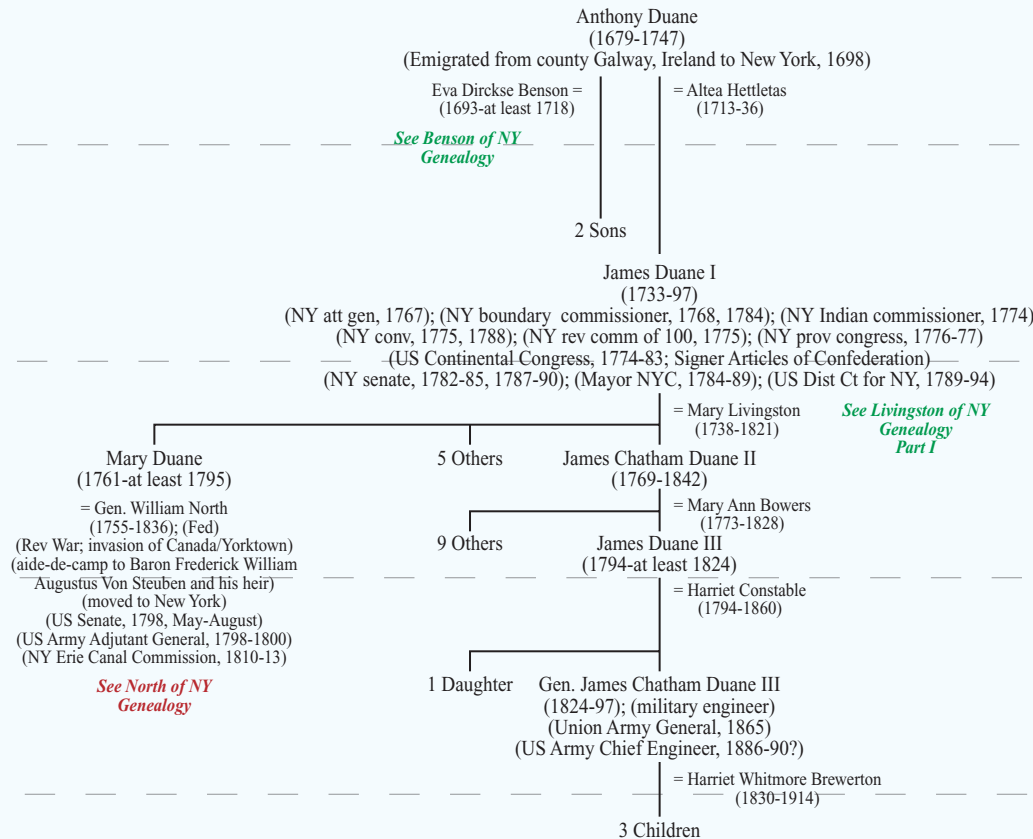 Anthony Duane
(1679-1747)
(Emigrated from county Galway, Ireland to New York, 1698)
Eva Dirckse Benson =
(1693-at least 1718)
= Altea Hettletas
(1713-36)
See Benson of NY
Genealogy
2 Sons
James Duane I
(1733-97)
(NY att gen, 1767); (NY boundary commissioner, 1768, 1784); (NY Indian commissioner, 1774)
(NY conv, 1775, 1788); (NY rev comm of 100, 1775); (NY prov congress, 1776-77)
(US Continental Congress, 1774-83; Signer Articles of Confederation)
(NY senate, 1782-85, 1787-90); (Mayor NYC, 1784-89); (US Dist Ct for NY, 1789-94)
= Mary Livingston
(1738-1821)
See Livingston of NY
Genealogy
Part I
Mary Duane
(1761-at least 1795)
= Gen. William North
(1755-1836); (Fed)
(Rev War; invasion of Canada/Yorktown)
(aide-de-camp to Baron Frederick William
Augustus Von Steuben and his heir)
(moved to New York)
(US Senate, 1798, May-August)
(US Army Adjutant General, 1798-1800)
(NY Erie Canal Commission, 1810-13)
See North of NY
Genealogy
5 Others
James Chatham Duane II
(1769-1842)
= Mary Ann Bowers
(1773-1828)
9 Others
James Duane III
(1794-at least 1824)
= Harriet Constable
(1794-1860)
1 Daughter
Gen. James Chatham Duane III
(1824-97); (military engineer)
(Union Army General, 1865)
(US Army Chief Engineer, 1886-90?)
= Harriet Whitmore Brewerton
(1830-1914)
3 Children